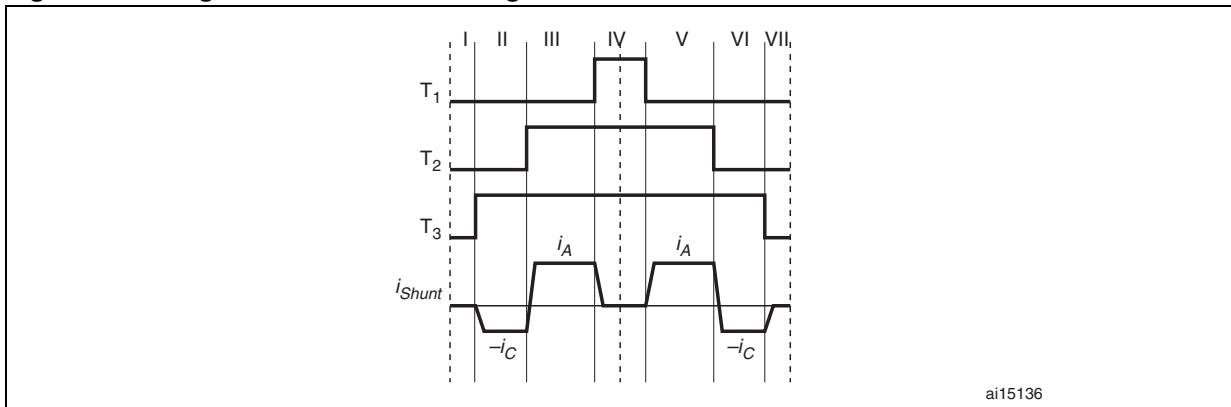 I II III IV V VI VII
T1
T2
T3
iA iA
iShunt
–iC –iC
ai15136